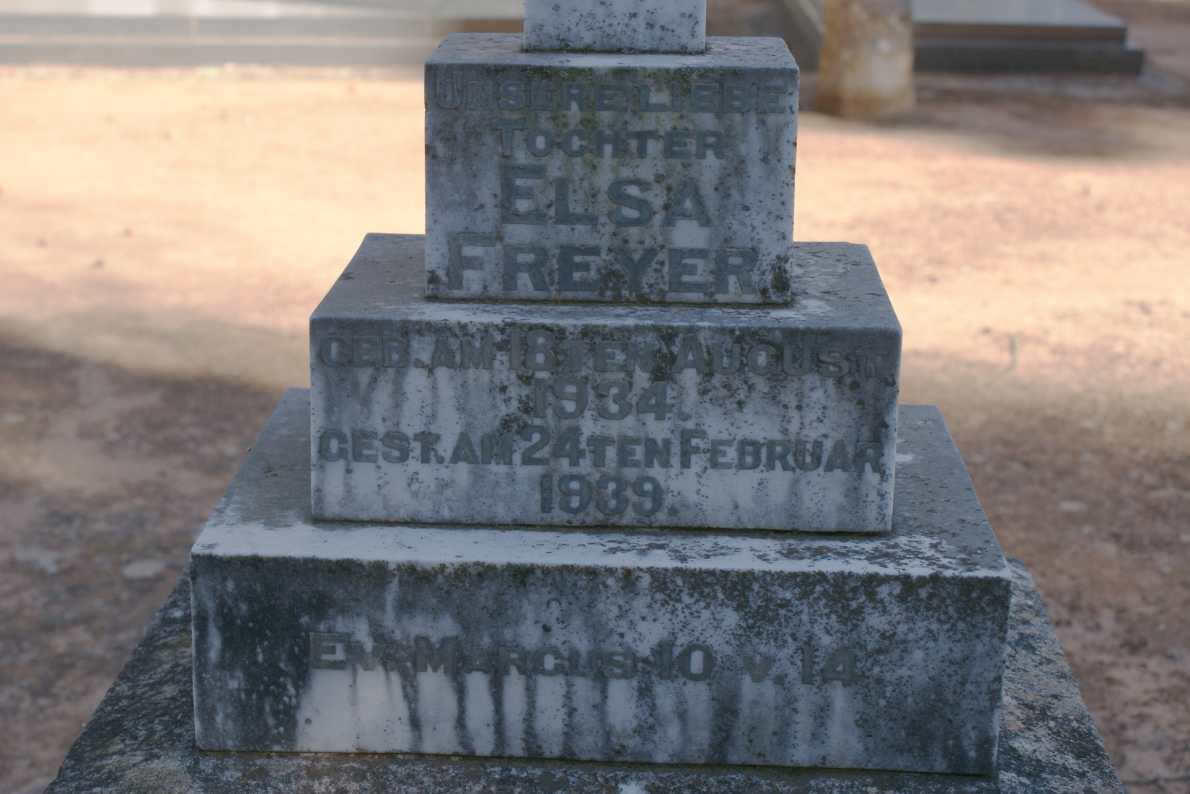 UNSERE LIEBE
TOCHTER
ELSA
FREYER
GEB. AM 18TEN AUGUST
1934.
GEST. AM 24TEN FEBRUAR
1939.
EV. MARCUS 10 V. 14.